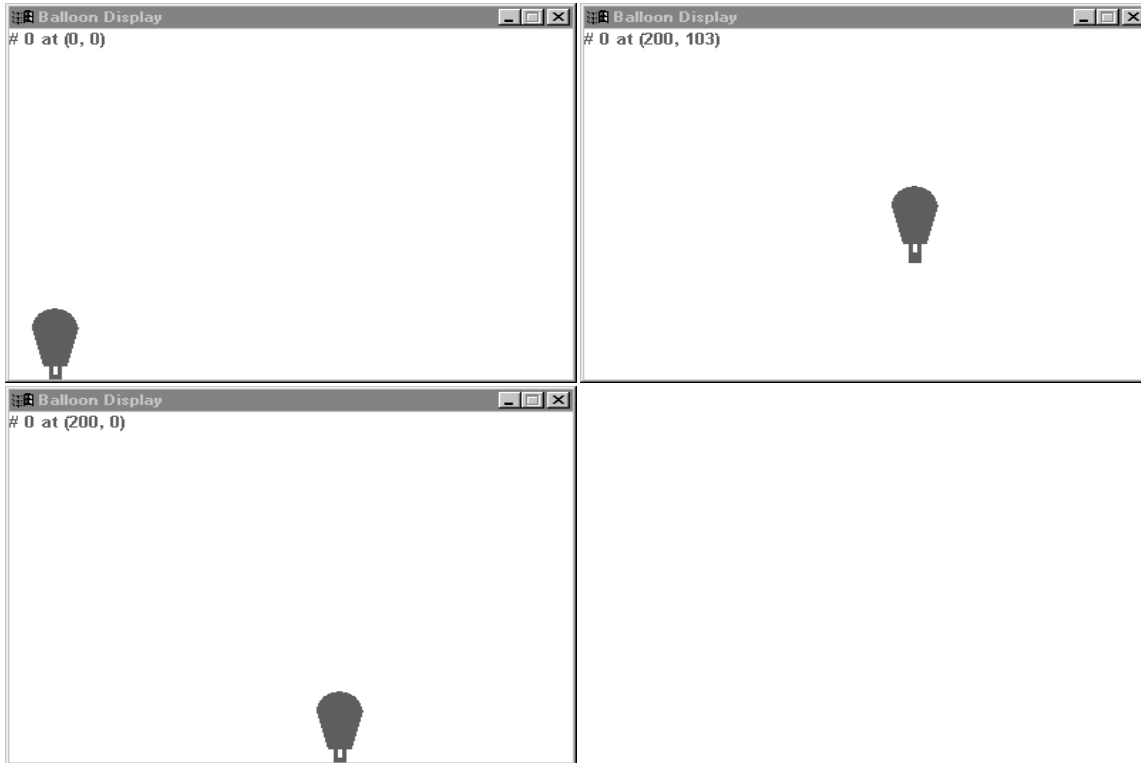 Balloon Display
# 0 at (0, 0)
Balloon Display
# 0 at (200, 103)
Balloon Display
# 0 at (200, 0)